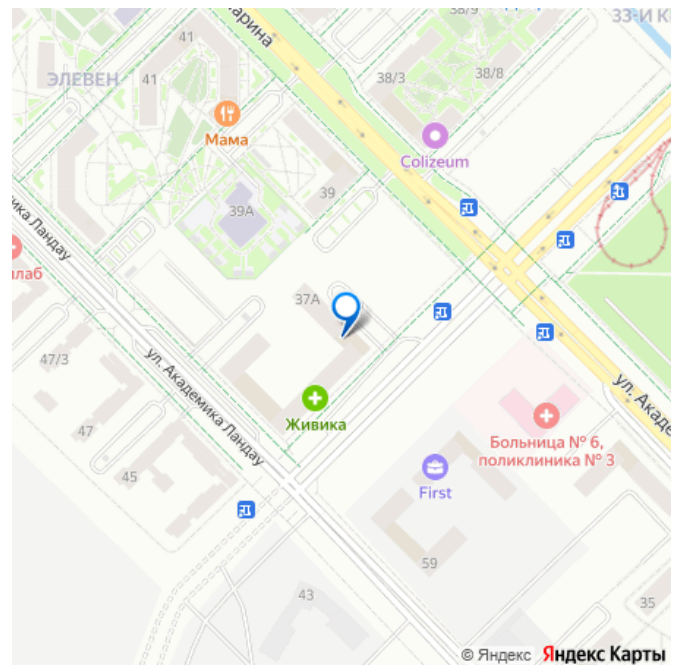 38/9
33-Й К
арина
41
ЭЛЕВЕН
41
38/3
38/8
Мама
Colizeum
39
39А
ика Ландау
лаб
37А
47/3
ул. Академика Ландау
ул. Акаде
Живика
47
Больница № 6,
поликлиника № 3
45
First
59
43
35
© Яндекс Яндекс Карты